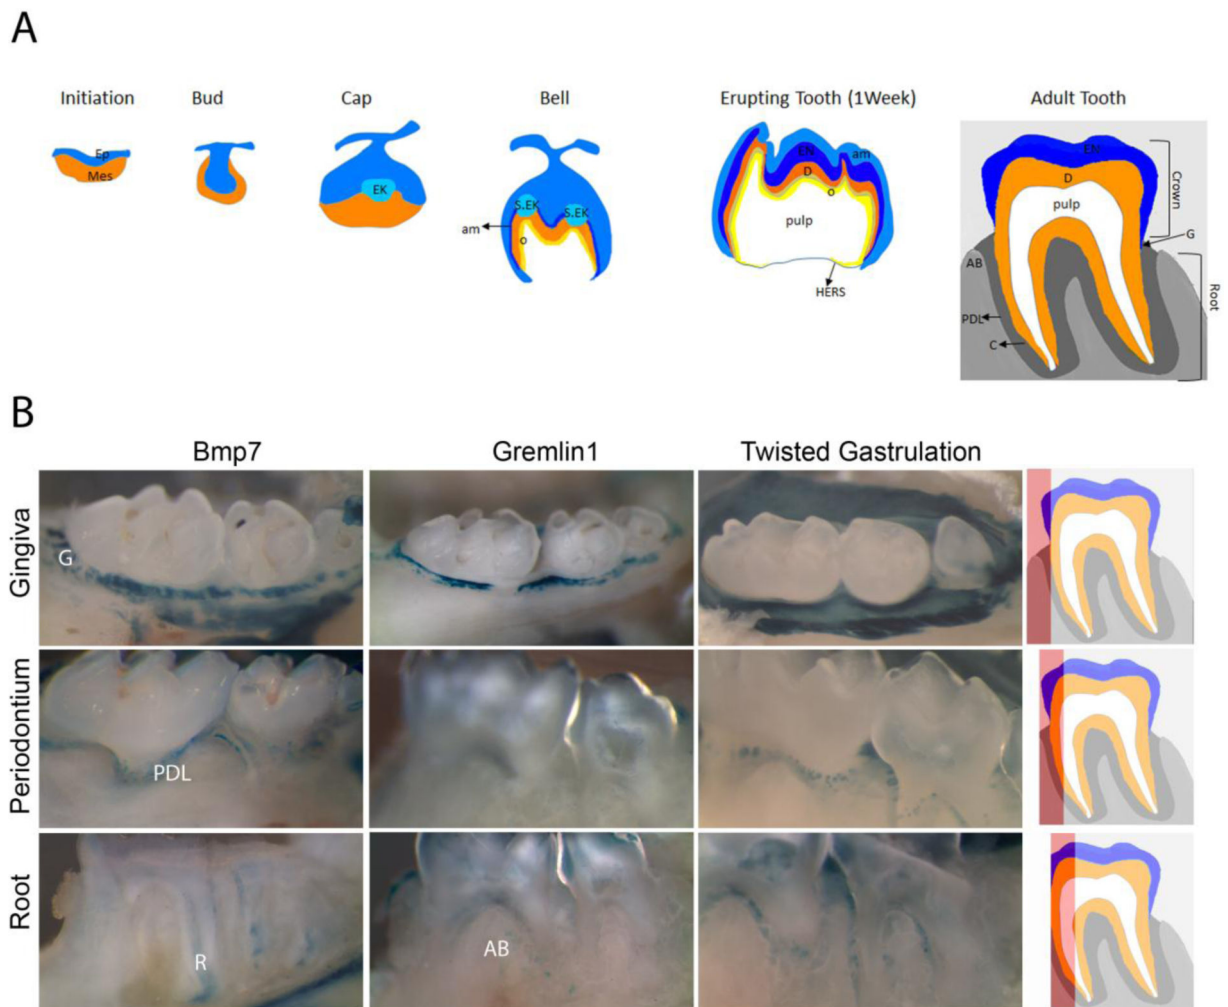 A
Initiation
Bud
Cap
Bell
Erupting Tooth (1Week)
Adult Tooth
Ep
Mes
EK
S.EK
S.EK
am
o
EN
am
D
o
pulp
HERS
EN
D
pulp
Crown
G
AB
Root
PDL
C
B
Bmp7
Gremlin1
Twisted Gastrulation
Gingiva
G
Periodontium
PDL
Root
R
AB